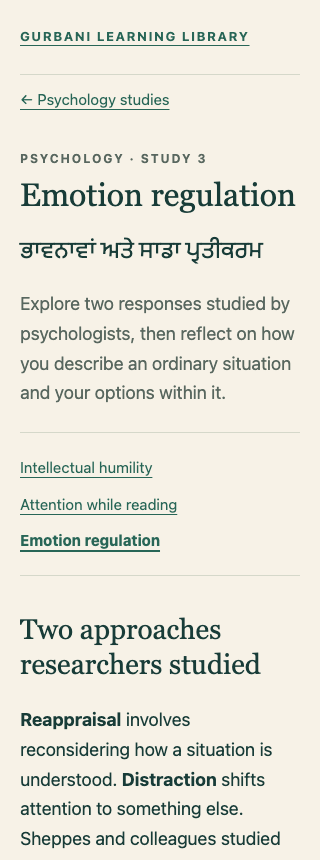 GURBANI LEARNING LIBRARY
← Psychology studies
PSYCHOLOGY · STUDY 3
Emotion regulation
ਭਾਵਨਾਵਾਂ ਅਤੇ ਸਾਡਾ ਪ੍ਰਤੀਕਰਮ
Explore two responses studied by
psychologists, then reflect on how
you describe an ordinary situation
and your options within it.
Intellectual humility
Attention while reading
Emotion regulation
Two approaches
researchers studied
Reappraisal involves
reconsidering how a situation is
understood. Distraction shifts
attention to something else.
Sheppes and colleagues studied